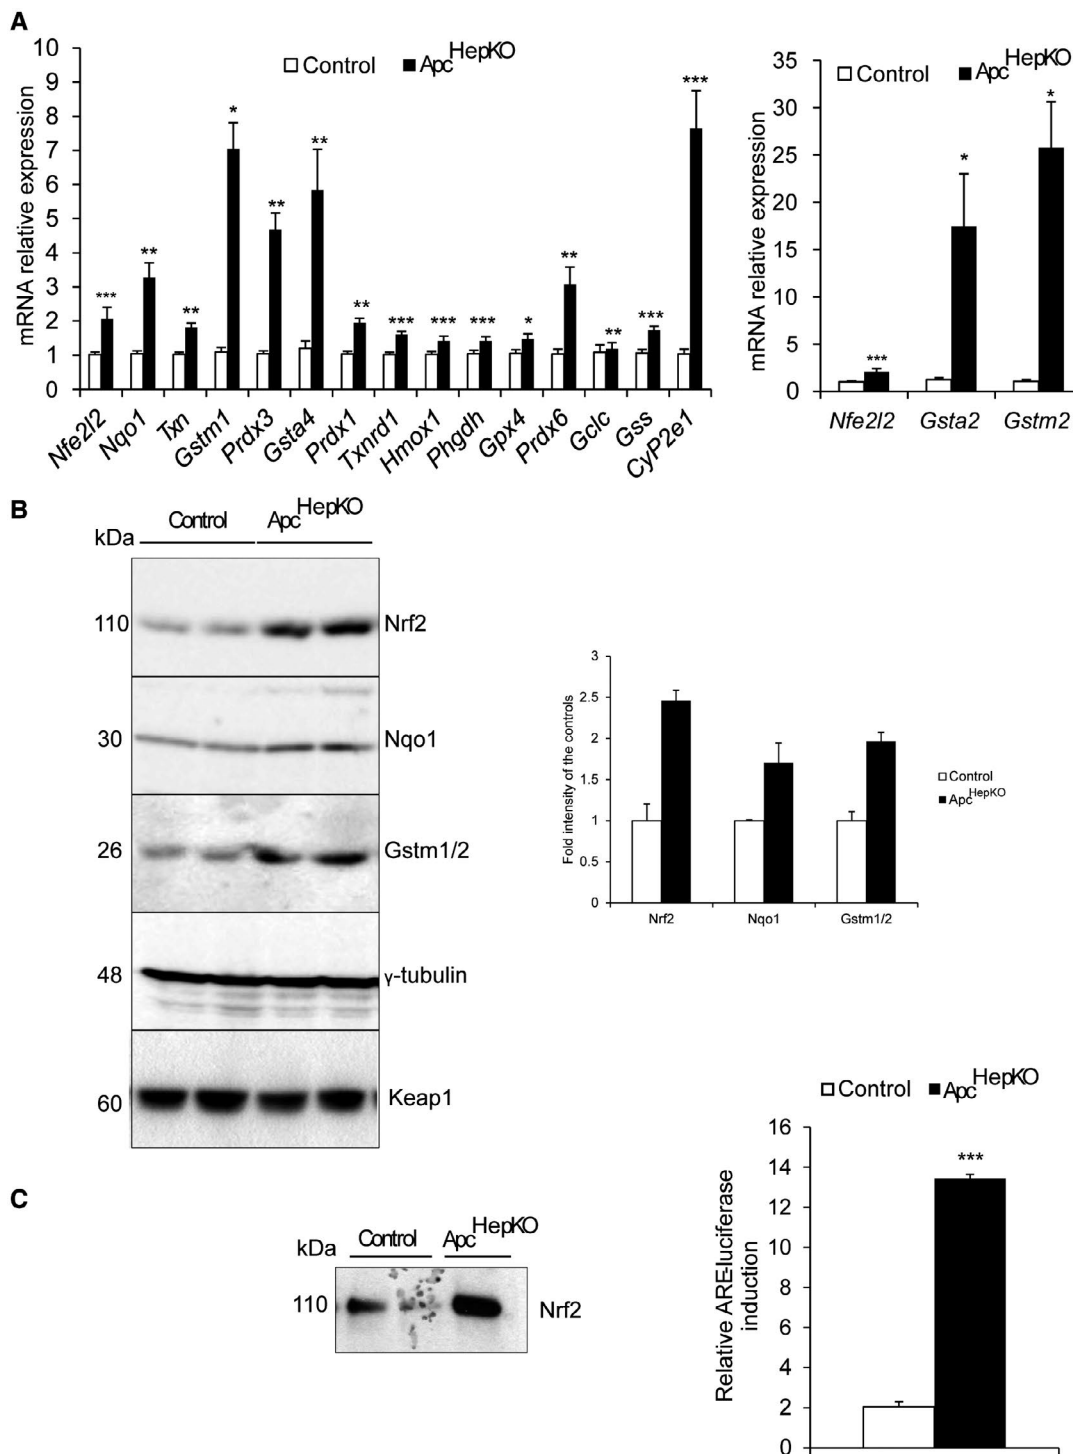 A
10
9
8
7
6
5
4
3
2
1
0
mRNA relative expression
Control
Apc HepKO
*** ** ** * ** ** ** *** *** *** * ** ** *** ***
Nfe2l2 Nqo1 Txn Gstm1 Prdx3 Gsta4 Prdx1 Txnrd1 Hmox1 Phgdh Gpx4 Prdx6 Gclc Gss CyP2e1
35
30
25
20
15
10
5
0
mRNA relative expression
Control
Apc HepKO
*** * *
Nfe2l2 Gsta2 Gstm2
B
kDa
Control
Apc HepKO
110 Nrf2
30 Nqo1
26 Gstm1/2
48 γ-tubulin
60 Keap1
3
2.5
2
1.5
1
0.5
0
Fold intensity of the controls
Nrf2 Nqo1 Gstm1/2
Control
Apc HepKO
C
kDa
Control
Apc HepKO
110 Nrf2
Control
Apc HepKO
16
14
12
10
8
6
4
2
0
Relative ARE-luciferase
induction
***